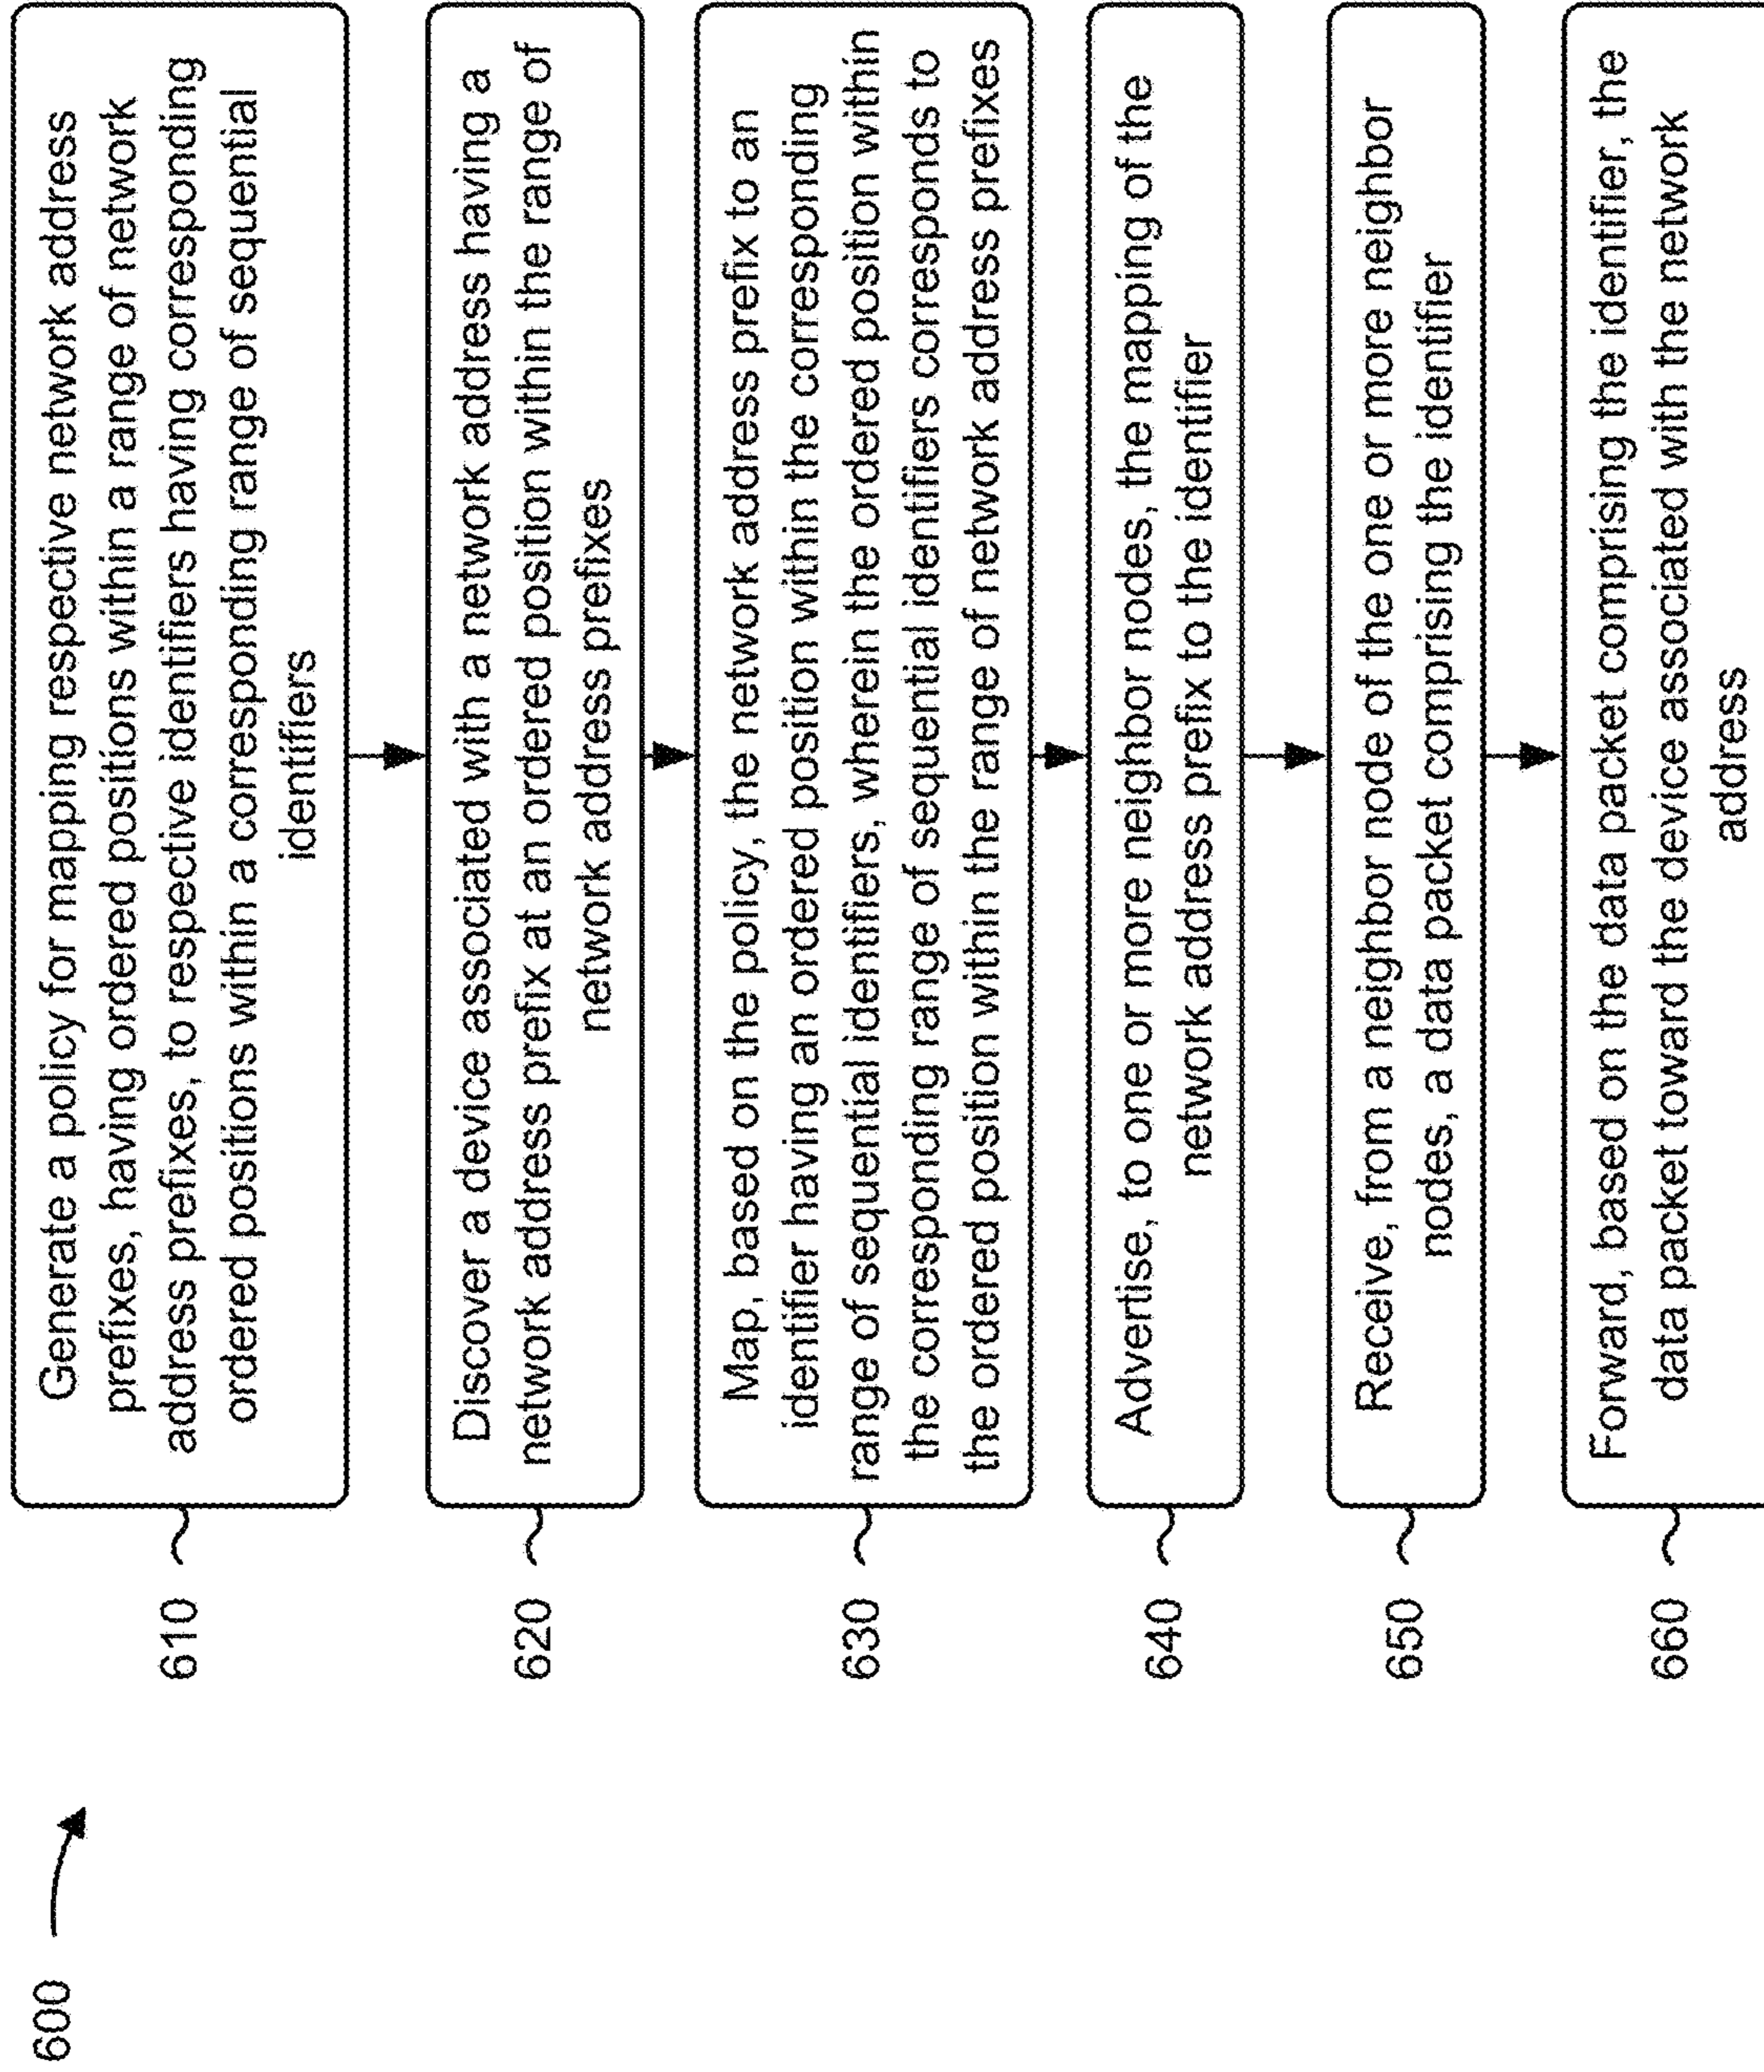 600
610
Generate a policy for mapping respective network address
prefixes, having ordered positions within a range of network
address prefixes, to respective identifiers having corresponding
ordered positions within a corresponding range of sequential
identifiers
620
Discover a device associated with a network address having a
network address prefix at an ordered position within the range of
network address prefixes
630
Map, based on the policy, the network address prefix to an
identifier having an ordered position within the corresponding
range of sequential identifiers, wherein the ordered position within
the corresponding range of sequential identifiers corresponds to
the ordered position within the range of network address prefixes
640
Advertise, to one or more neighbor nodes, the mapping of the
network address prefix to the identifier
650
Receive, from a neighbor node of the one or more neighbor
nodes, a data packet comprising the identifier
660
Forward, based on the data packet comprising the identifier, the
data packet toward the device associated with the network
address